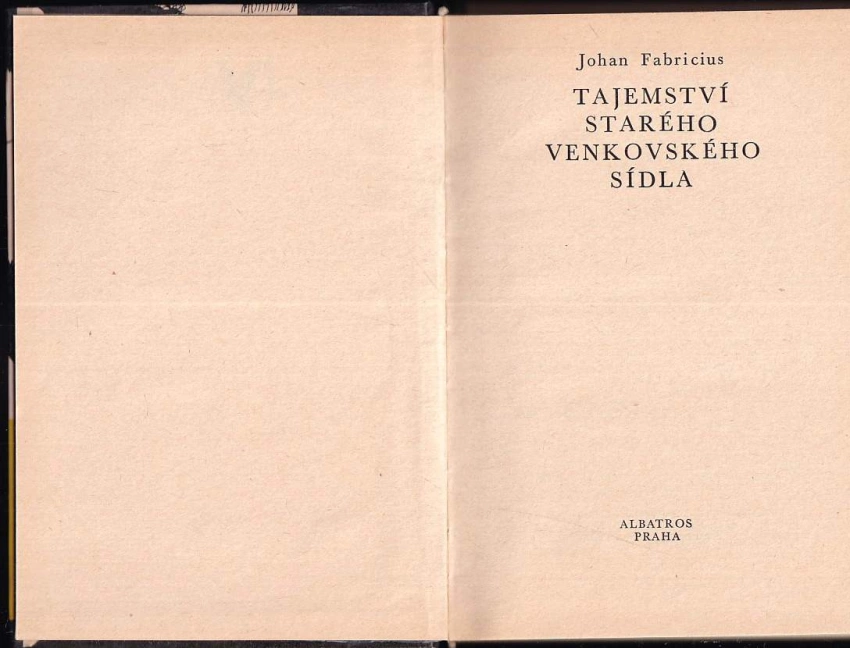 Johan Fabricius
TAJEMSTVÍ
STARÉHO
VENKOVSKÉHO
SÍDLA
ALBATROS
PRAHA